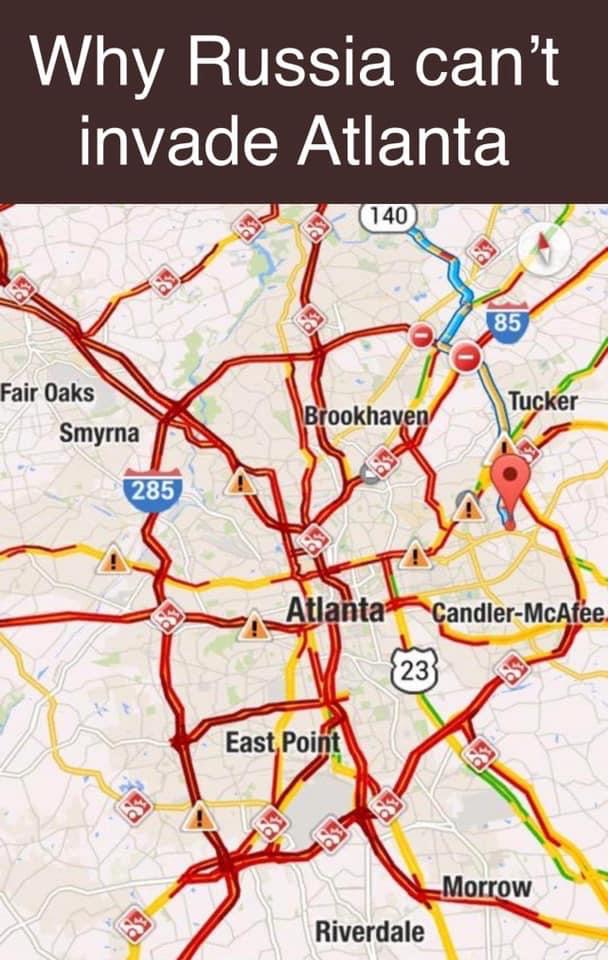 Why Russia can’t
invade Atlanta
140
85
Fair Oaks
Tucker
Brookhaven
Smyrna
285
Atlanta
Candler-McAfee
23
East Point
Morrow
Riverdale